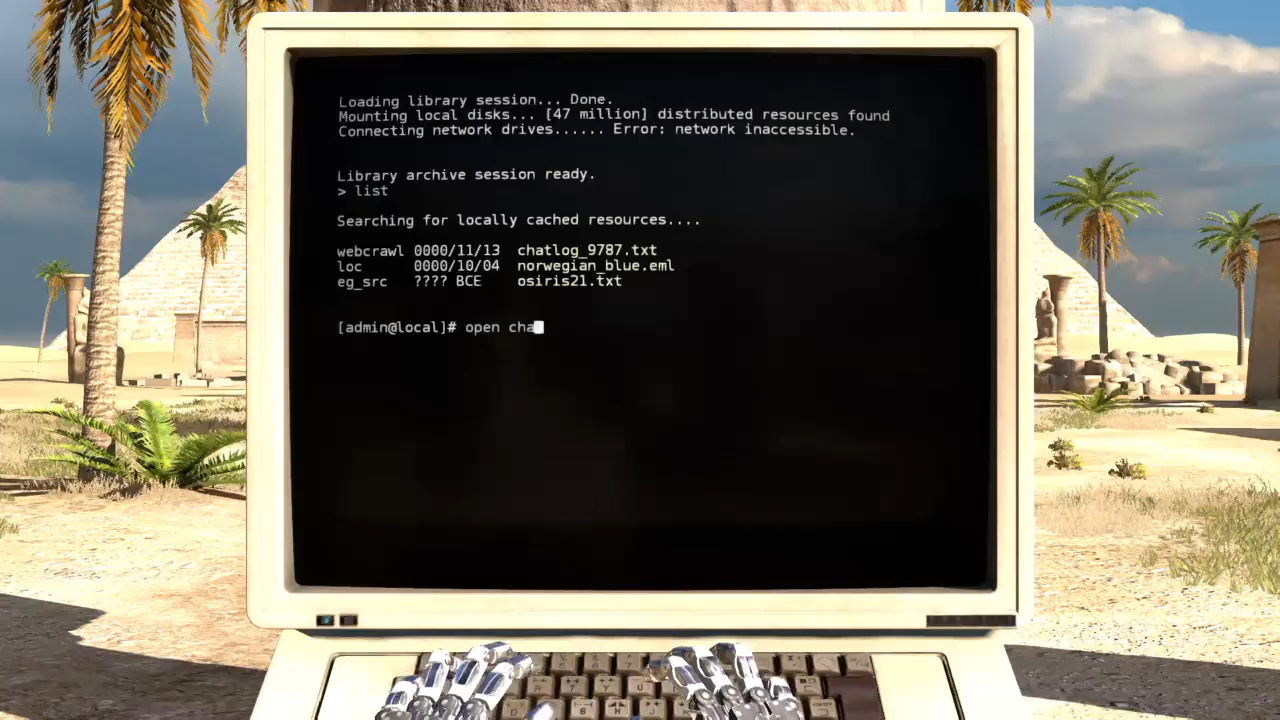 Loading library session... Done.
Mounting local disks... [47 million] distributed resources found
Connecting network drives...... Error: network inaccessible.
Library archive session ready.
> list
Searching for locally cached resources....
webcrawl 0000/11/13 chatlog_9787.txt
loc 0000/10/04 norwegian_blue.eml
eg_src ???? BCE osiris21.txt
[admin@local]# open cha